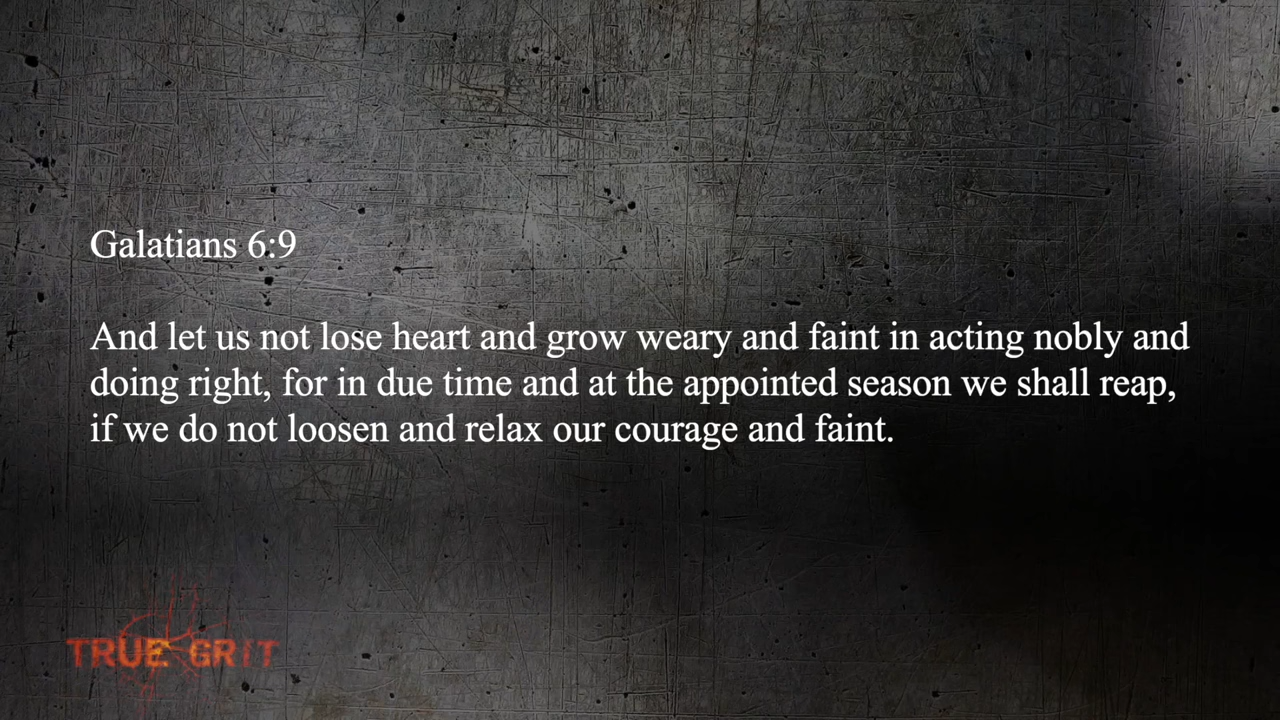 Galatians 6:9
And let us not lose heart and grow weary and faint in acting nobly and
doing right, for in due time and at the appointed season we shall reap,
if we do not loosen and relax our courage and faint.
TRUE GRIT